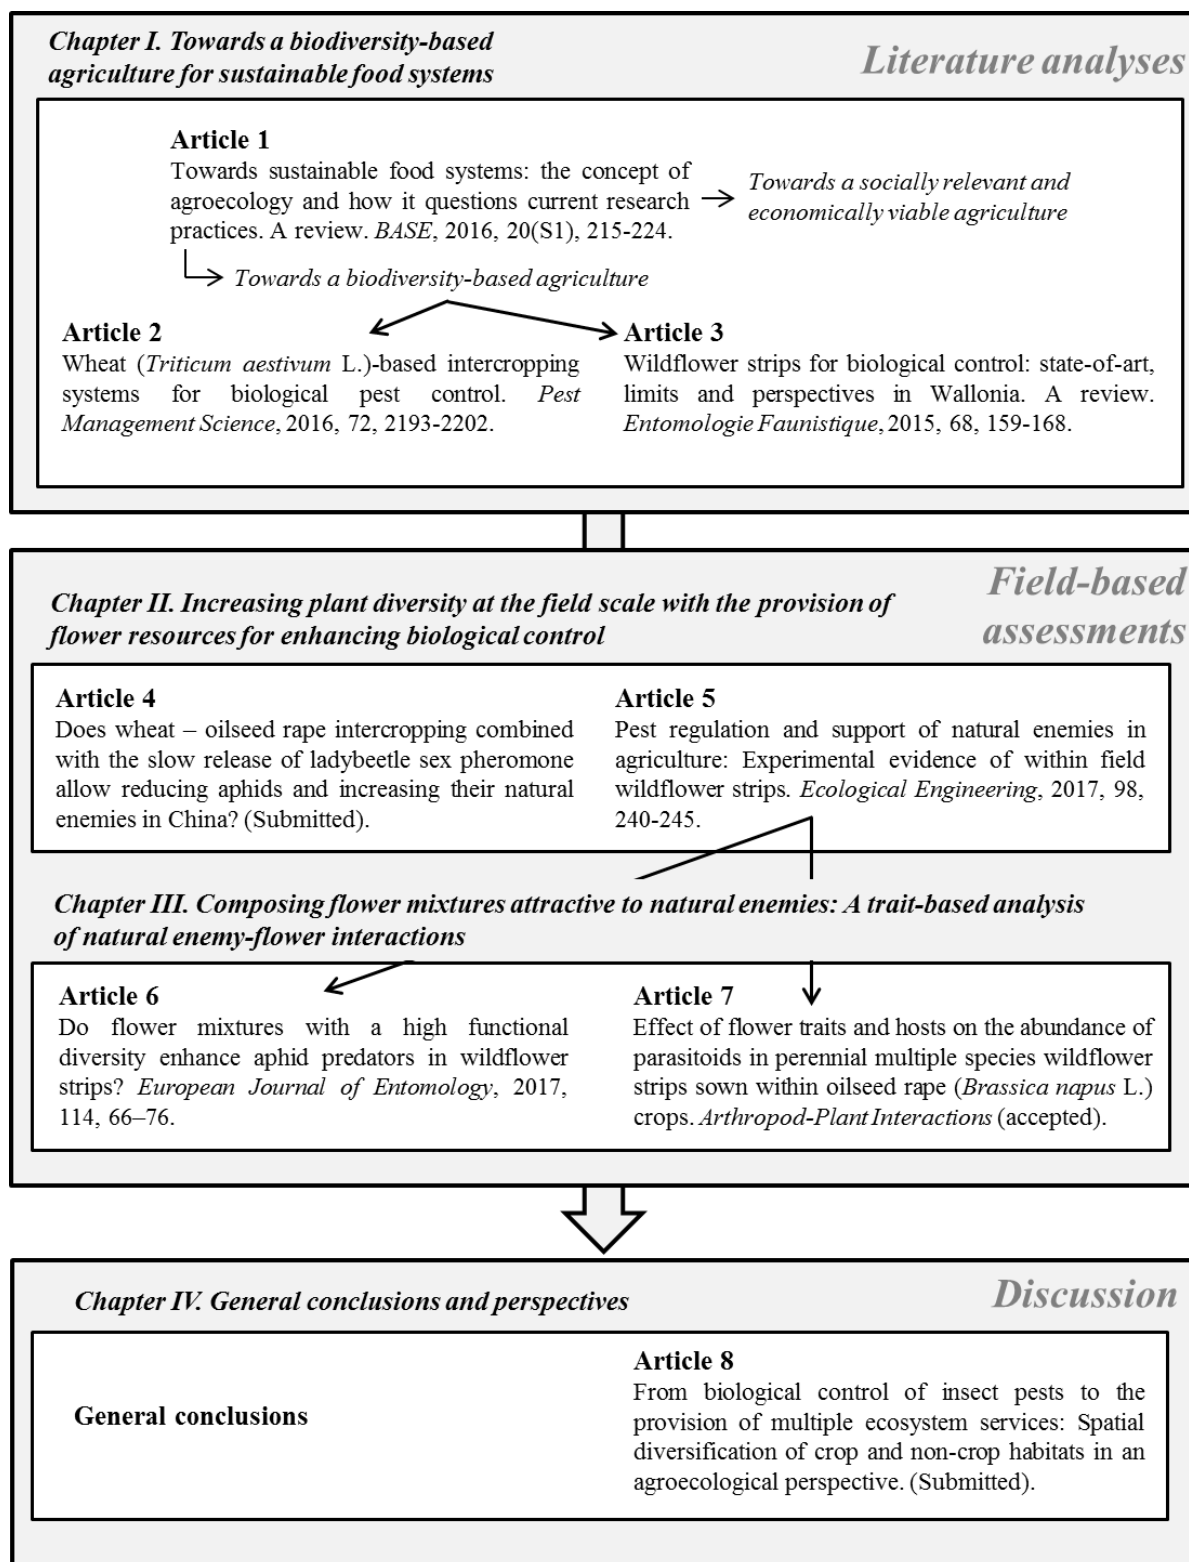 Chapter I. Towards a biodiversity-based
agriculture for sustainable food systems
Literature analyses
Article 1
Towards sustainable food systems: the concept of
agroecology and how it questions current research
practices. A review. BASE, 2016, 20(S1), 215-224.
Towards a socially relevant and
economically viable agriculture
Towards a biodiversity-based agriculture
Article 2
Wheat (Triticum aestivum L.)-based intercropping
systems for biological pest control. Pest
Management Science, 2016, 72, 2193-2202.
Article 3
Wildflower strips for biological control: state-of-art,
limits and perspectives in Wallonia. A review.
Entomologie Faunistique, 2015, 68, 159-168.
Field-based
assessments
Chapter II. Increasing plant diversity at the field scale with the provision of
flower resources for enhancing biological control
Article 4
Does wheat – oilseed rape intercropping combined
with the slow release of ladybeetle sex pheromone
allow reducing aphids and increasing their natural
enemies in China? (Submitted).
Article 5
Pest regulation and support of natural enemies in
agriculture: Experimental evidence of within field
wildflower strips. Ecological Engineering, 2017, 98,
240-245.
Chapter III. Composing flower mixtures attractive to natural enemies: A trait-based analysis
of natural enemy-flower interactions
Article 6
Do flower mixtures with a high functional
diversity enhance aphid predators in wildflower
strips? European Journal of Entomology, 2017,
114, 66–76.
Article 7
Effect of flower traits and hosts on the abundance of
parasitoids in perennial multiple species wildflower
strips sown within oilseed rape (Brassica napus L.)
crops. Arthropod-Plant Interactions (accepted).
Discussion
Chapter IV. General conclusions and perspectives
General conclusions
Article 8
From biological control of insect pests to the
provision of multiple ecosystem services: Spatial
diversification of crop and non-crop habitats in an
agroecological perspective. (Submitted).